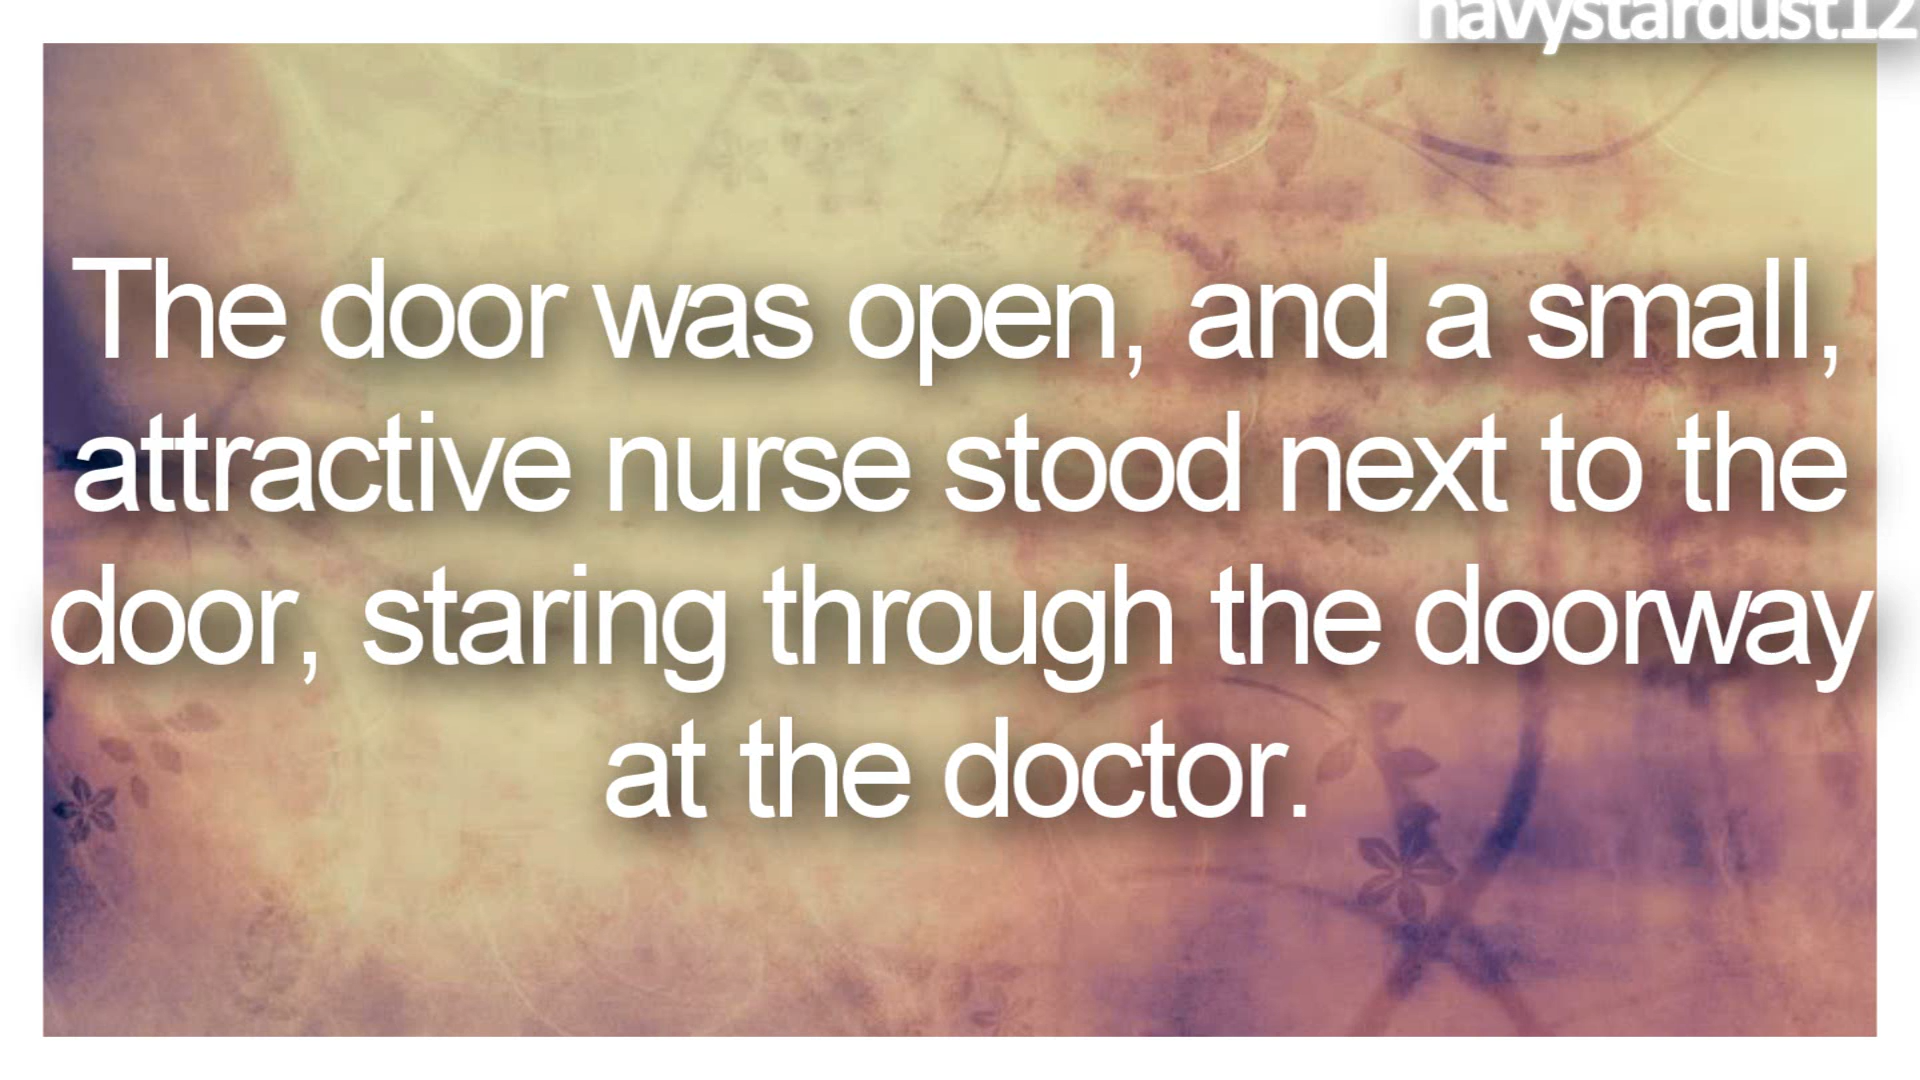 navystardust12
The door was open, and a small,
attractive nurse stood next to the
door, staring through the doorway
at the doctor.